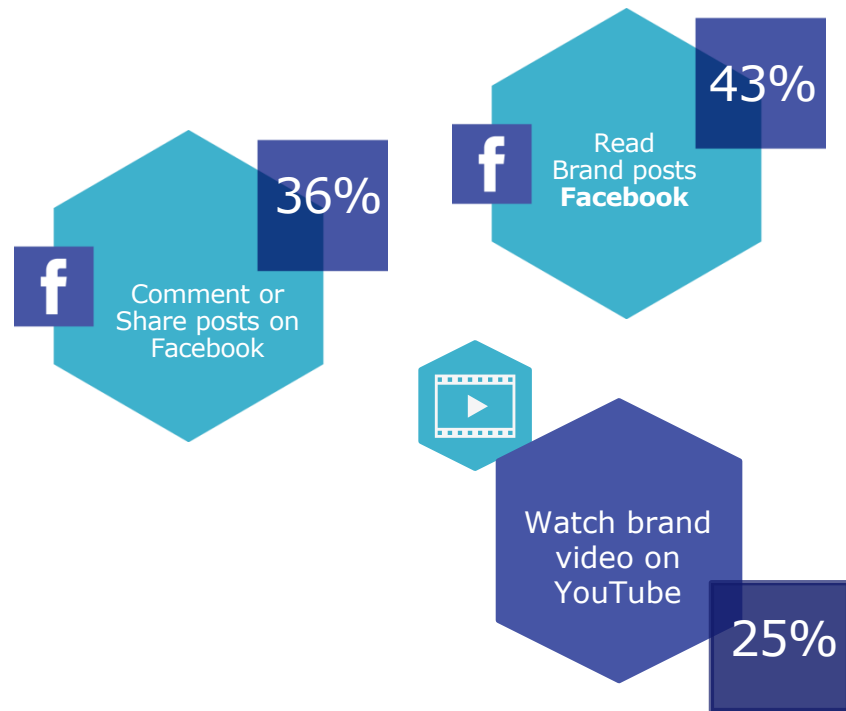 43%
Read
Brand posts
Facebook
36%
Comment or
Share posts on
Facebook
Watch brand
video on
YouTube
25%